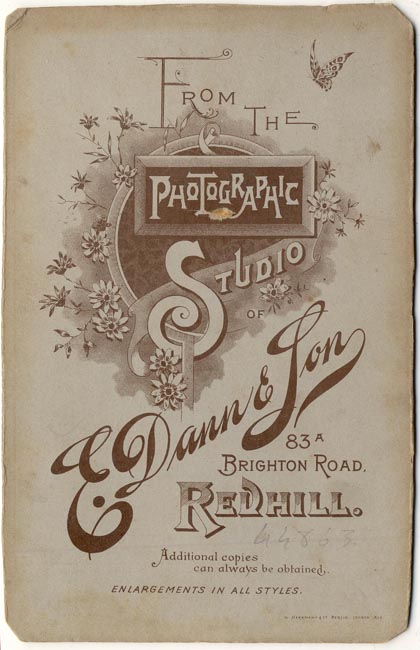 FROM THE
PHOTOGRAPHIC
STUDIO
OF
E. Dann & Son
83A
BRIGHTON ROAD,
REDHILL.
44863
Additional copies
can always be obtained.
ENLARGEMENTS IN ALL STYLES.